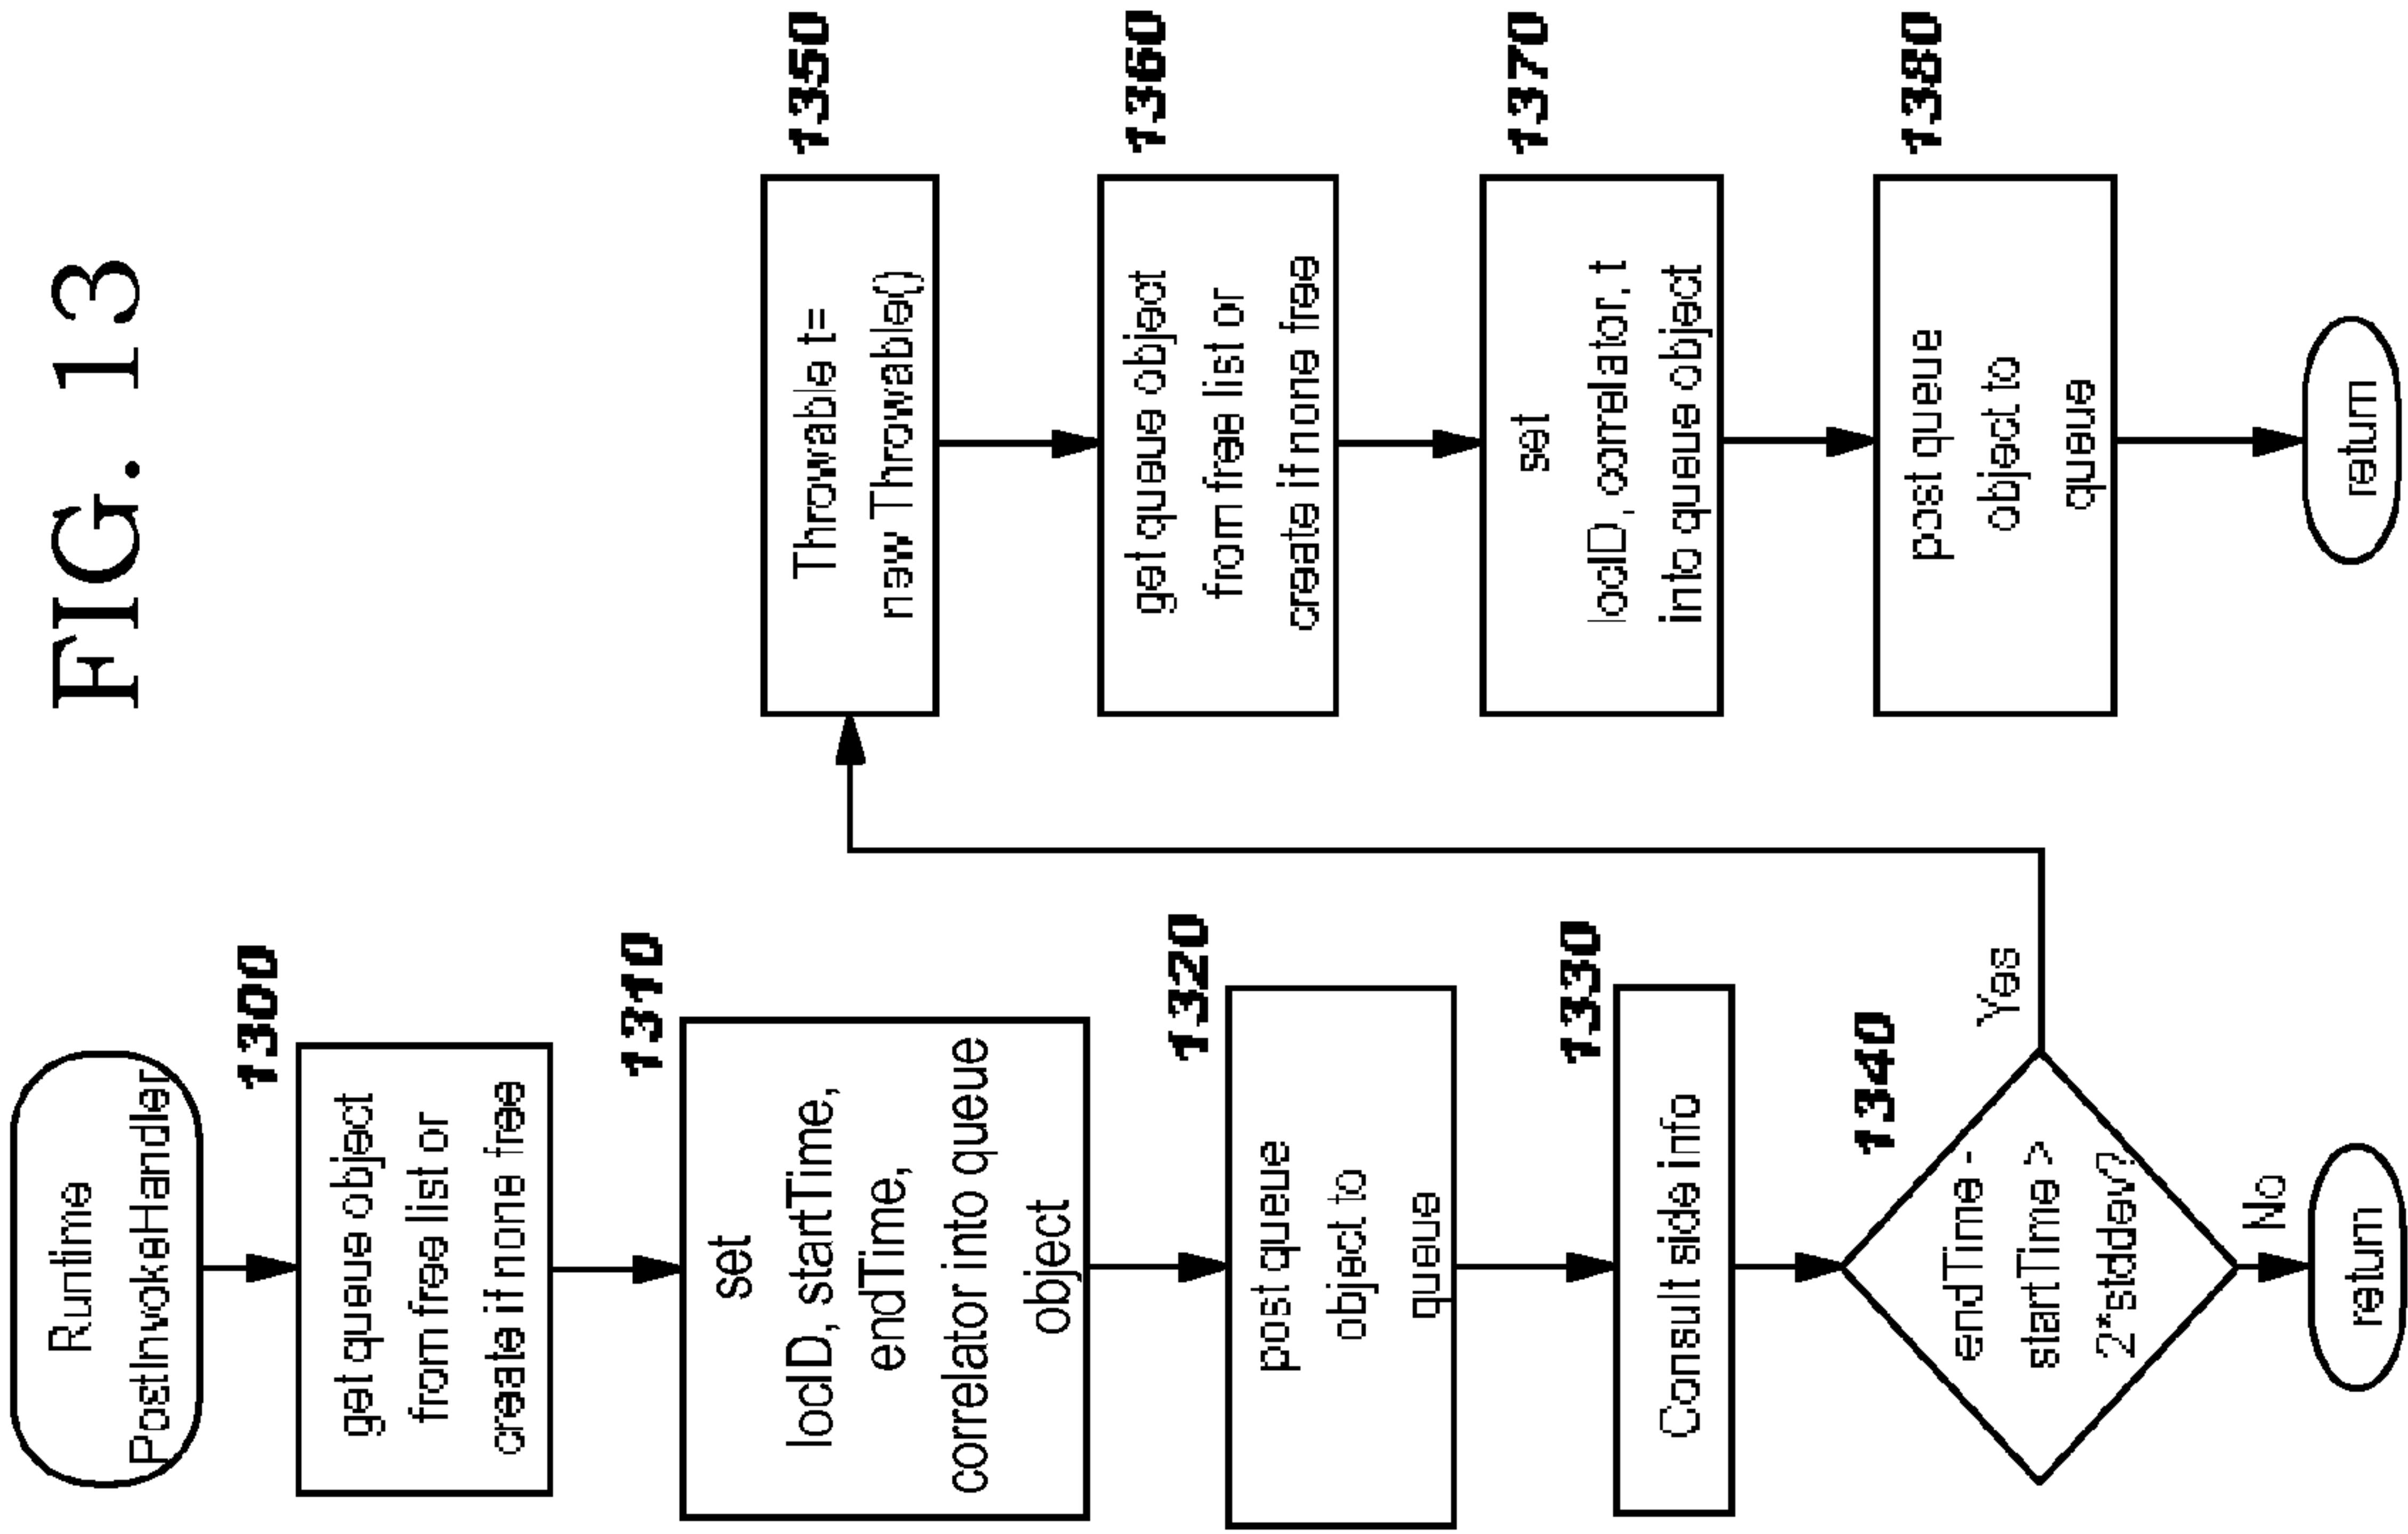 FIG. 13
Runtime
PostInvokeHandler
1300
get queue object
from free list or
create if none free
1310
set
locID, startTime,
endTime,
correlator into queue
object
1320
post queue
object to
queue
1330
Consult side info
1340
endTime -
startTime >
2*stddev?
Yes
No
return
1350
Throwable t=
new Throwable()
1360
get queue object
from free list or
create if none free
1370
set
locID, correlator, t
into queue object
1380
post queue
object to
queue
return